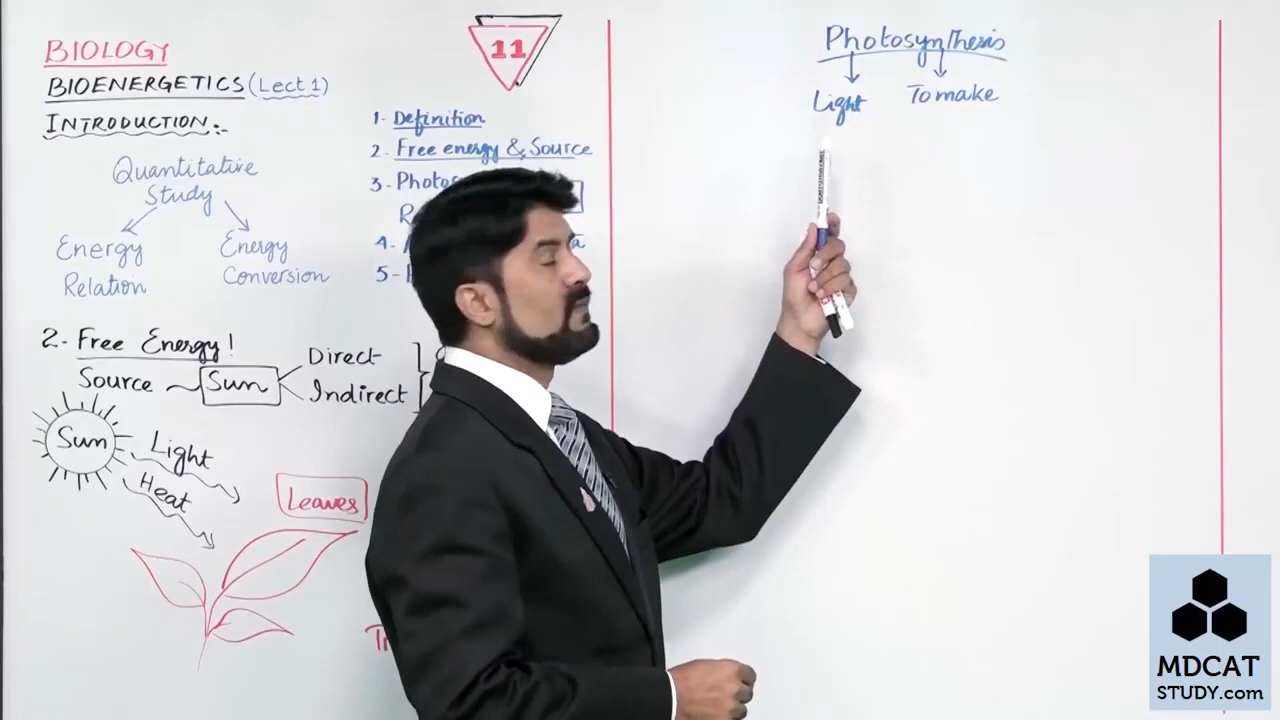 BIOLOGY
BIOENERGETICS (Lect 1)
INTRODUCTION:-
Quantitative
Study
Energy
Relation
Energy
Conversion
11
1- Definition
2- Free energy & Source
3-
4-
5-
2- Free Energy!
Source Sun
Direct
Indirect
Sun
Light
Heat
Leaves
Photosynthesis
Light
To make
MDCAT
STUDY.com